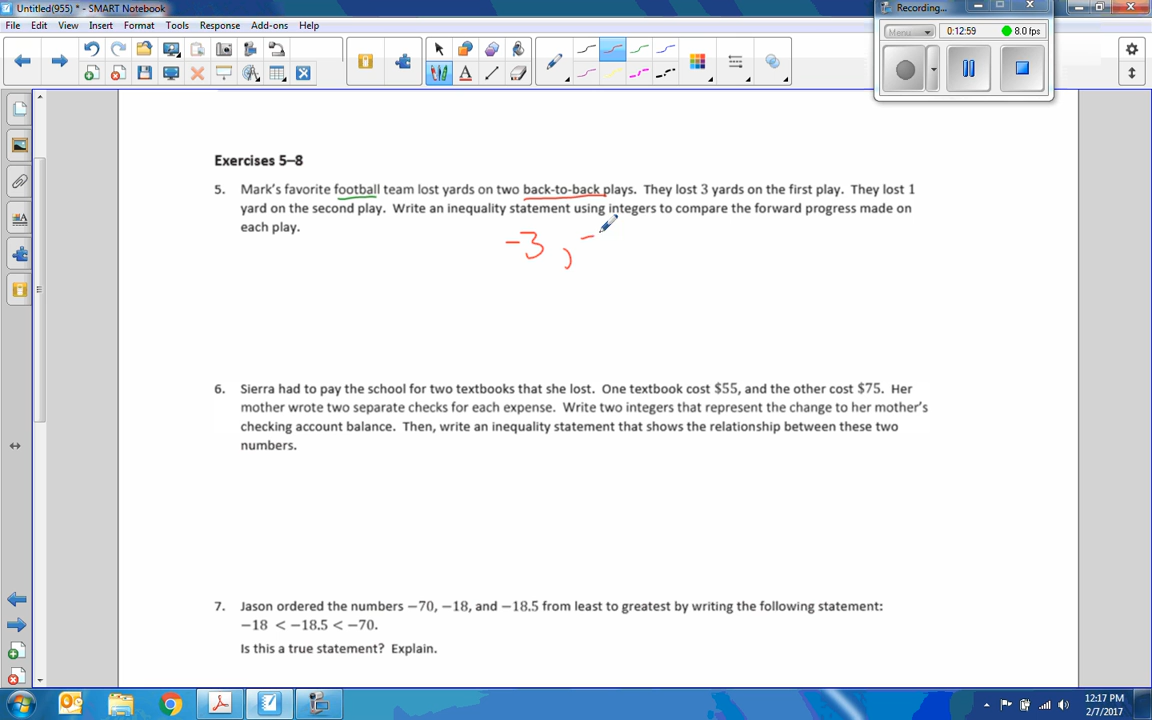 Untitled(955) * - SMART Notebook
Recording...
File Edit View Insert Format Tools Response Add-ons Help
Menu 0:12:59 8.0 fps
Exercises 5–8
5. Mark's favorite football team lost yards on two back-to-back plays. They lost 3 yards on the first play. They lost 1
yard on the second play. Write an inequality statement using integers to compare the forward progress made on
each play.
-3 , -
6. Sierra had to pay the school for two textbooks that she lost. One textbook cost $55, and the other cost $75. Her
mother wrote two separate checks for each expense. Write two integers that represent the change to her mother's
checking account balance. Then, write an inequality statement that shows the relationship between these two
numbers.
7. Jason ordered the numbers −70, −18, and −18.5 from least to greatest by writing the following statement:
−18 < −18.5 < −70.
Is this a true statement? Explain.
12:17 PM
2/7/2017